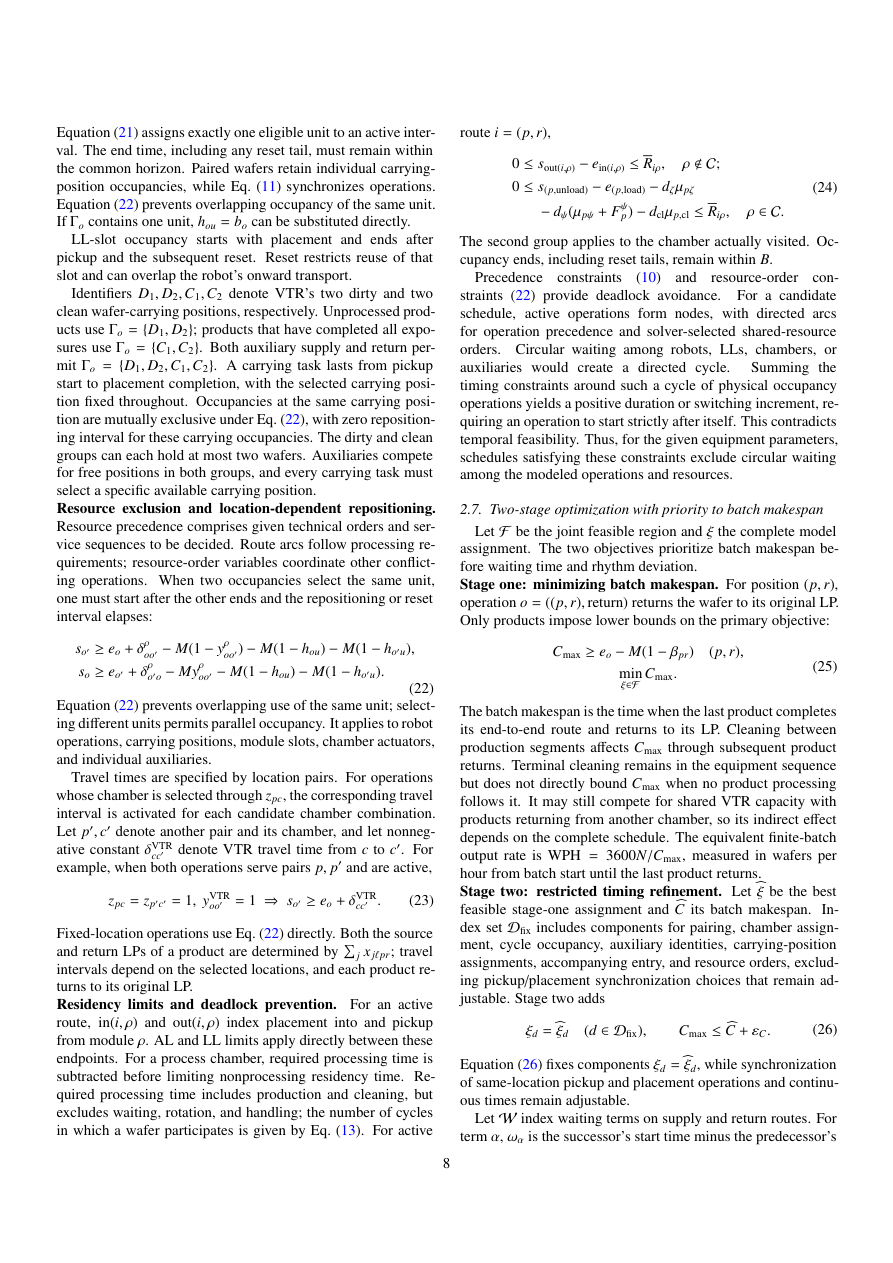 Equation (21) assigns exactly one eligible unit to an active inter-
val. The end time, including any reset tail, must remain within
the common horizon. Paired wafers retain individual carrying-
position occupancies, while Eq. (11) synchronizes operations.
Equation (22) prevents overlapping occupancy of the same unit.
If Γ_o contains one unit, h_{ou} = b_o can be substituted directly.
LL-slot occupancy starts with placement and ends after
pickup and the subsequent reset. Reset restricts reuse of that
slot and can overlap the robot's onward transport.
Identifiers D_1, D_2, C_1, C_2 denote VTR's two dirty and two
clean wafer-carrying positions, respectively. Unprocessed prod-
ucts use Γ_o = {D_1, D_2}; products that have completed all expo-
sures use Γ_o = {C_1, C_2}. Both auxiliary supply and return per-
mit Γ_o = {D_1, D_2, C_1, C_2}. A carrying task lasts from pickup
start to placement completion, with the selected carrying posi-
tion fixed throughout. Occupancies at the same carrying posi-
tion are mutually exclusive under Eq. (22), with zero reposition-
ing interval for these carrying occupancies. The dirty and clean
groups can each hold at most two wafers. Auxiliaries compete
for free positions in both groups, and every carrying task must
select a specific available carrying position.
Resource exclusion and location-dependent repositioning.
Resource precedence comprises given technical orders and ser-
vice sequences to be decided. Route arcs follow processing re-
quirements; resource-order variables coordinate other conflict-
ing operations. When two occupancies select the same unit,
one must start after the other ends and the repositioning or reset
interval elapses:
s_{o′} ≥ e_o + δ^ρ_{oo′} − M(1 − y^ρ_{oo′}) − M(1 − h_{ou}) − M(1 − h_{o′u}),
s_o ≥ e_{o′} + δ^ρ_{o′o} − My^ρ_{oo′} − M(1 − h_{ou}) − M(1 − h_{o′u}).
(22)
Equation (22) prevents overlapping use of the same unit; select-
ing different units permits parallel occupancy. It applies to robot
operations, carrying positions, module slots, chamber actuators,
and individual auxiliaries.
Travel times are specified by location pairs. For operations
whose chamber is selected through z_{pc}, the corresponding travel
interval is activated for each candidate chamber combination.
Let p′, c′ denote another pair and its chamber, and let nonneg-
ative constant δ^{VTR}_{cc′} denote VTR travel time from c to c′. For
example, when both operations serve pairs p, p′ and are active,
z_{pc} = z_{p′c′} = 1, y^{VTR}_{oo′} = 1 ⇒ s_{o′} ≥ e_o + δ^{VTR}_{cc′}. (23)
Fixed-location operations use Eq. (22) directly. Both the source
and return LPs of a product are determined by ∑_j x_{jℓpr}; travel
intervals depend on the selected locations, and each product re-
turns to its original LP.
Residency limits and deadlock prevention. For an active
route, in(i, ρ) and out(i, ρ) index placement into and pickup
from module ρ. AL and LL limits apply directly between these
endpoints. For a process chamber, required processing time is
subtracted before limiting nonprocessing residency time. Re-
quired processing time includes production and cleaning, but
excludes waiting, rotation, and handling; the number of cycles
in which a wafer participates is given by Eq. (13). For active
route i = (p, r),
0 ≤ s_{out(i,ρ)} − e_{in(i,ρ)} ≤ R̅_{iρ}, ρ ∉ C;
0 ≤ s_{(p,unload)} − e_{(p,load)} − d_ζ μ_{pζ} (24)
− d_ψ(μ_{pψ} + F^ψ_p) − d_{cl}μ_{p,cl} ≤ R̅_{iρ}, ρ ∈ C.
The second group applies to the chamber actually visited. Oc-
cupancy ends, including reset tails, remain within B.
Precedence constraints (10) and resource-order con-
straints (22) provide deadlock avoidance. For a candidate
schedule, active operations form nodes, with directed arcs
for operation precedence and solver-selected shared-resource
orders. Circular waiting among robots, LLs, chambers, or
auxiliaries would create a directed cycle. Summing the
timing constraints around such a cycle of physical occupancy
operations yields a positive duration or switching increment, re-
quiring an operation to start strictly after itself. This contradicts
temporal feasibility. Thus, for the given equipment parameters,
schedules satisfying these constraints exclude circular waiting
among the modeled operations and resources.
2.7. Two-stage optimization with priority to batch makespan
Let F be the joint feasible region and ξ the complete model
assignment. The two objectives prioritize batch makespan be-
fore waiting time and rhythm deviation.
Stage one: minimizing batch makespan. For position (p, r),
operation o = ((p, r), return) returns the wafer to its original LP.
Only products impose lower bounds on the primary objective:
C_{max} ≥ e_o − M(1 − β_{pr}) (p, r),
min_{ξ∈F} C_{max}. (25)
The batch makespan is the time when the last product completes
its end-to-end route and returns to its LP. Cleaning between
production segments affects C_{max} through subsequent product
returns. Terminal cleaning remains in the equipment sequence
but does not directly bound C_{max} when no product processing
follows it. It may still compete for shared VTR capacity with
products returning from another chamber, so its indirect effect
depends on the complete schedule. The equivalent finite-batch
output rate is WPH = 3600N/C_{max}, measured in wafers per
hour from batch start until the last product returns.
Stage two: restricted timing refinement. Let ξ̂ be the best
feasible stage-one assignment and Ĉ its batch makespan. In-
dex set D_{fix} includes components for pairing, chamber assign-
ment, cycle occupancy, auxiliary identities, carrying-position
assignments, accompanying entry, and resource orders, exclud-
ing pickup/placement synchronization choices that remain ad-
justable. Stage two adds
ξ_d = ξ̂_d (d ∈ D_{fix}), C_{max} ≤ Ĉ + ε_C. (26)
Equation (26) fixes components ξ_d = ξ̂_d, while synchronization
of same-location pickup and placement operations and continu-
ous times remain adjustable.
Let W index waiting terms on supply and return routes. For
term α, ω_α is the successor's start time minus the predecessor's
8